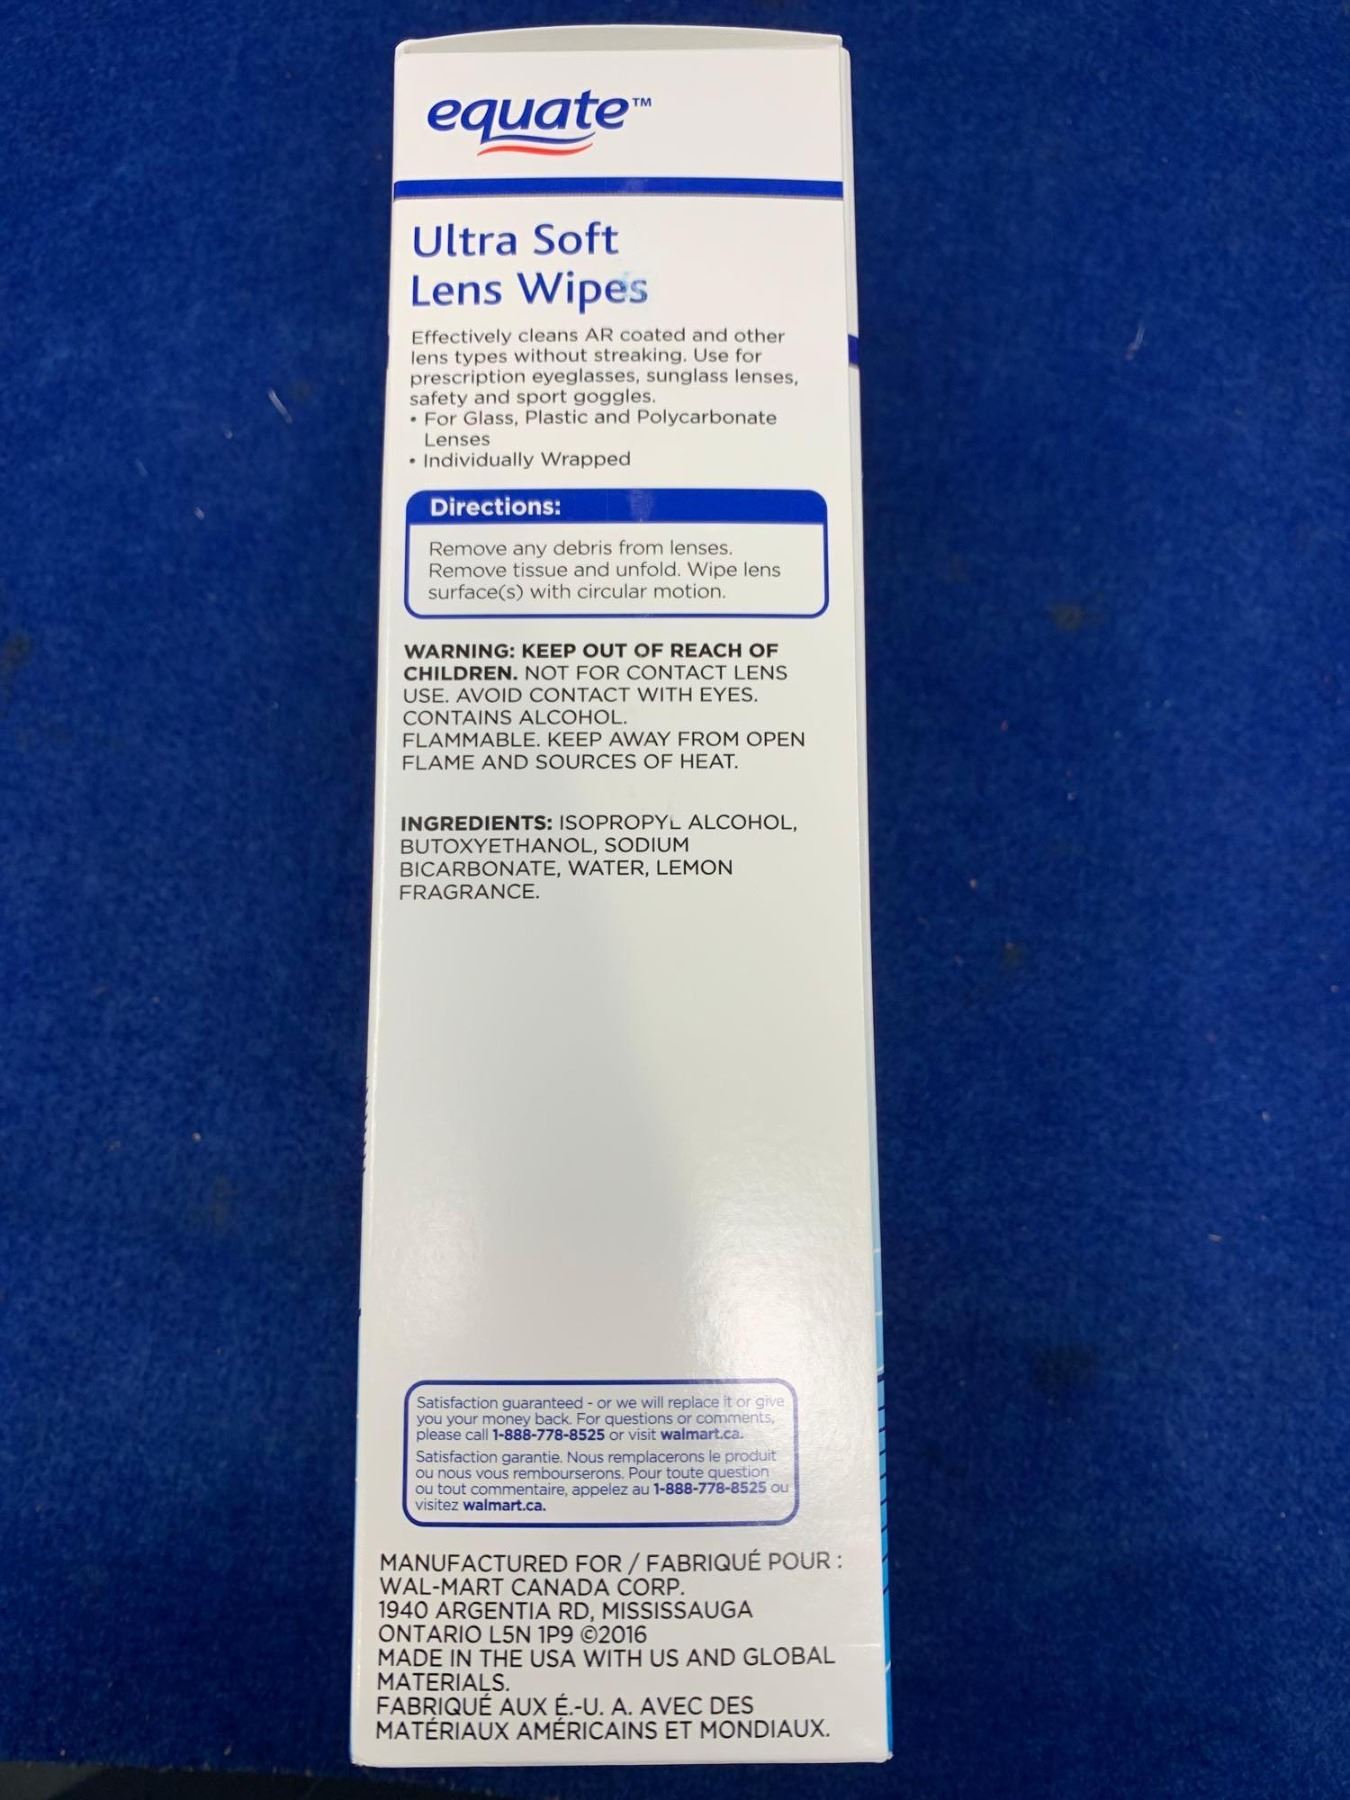 equate™
Ultra Soft
Lens Wipes
Effectively cleans AR coated and other
lens types without streaking. Use for
prescription eyeglasses, sunglass lenses,
safety and sport goggles.
• For Glass, Plastic and Polycarbonate
Lenses
• Individually Wrapped
Directions:
Remove any debris from lenses.
Remove tissue and unfold. Wipe lens
surface(s) with circular motion.
WARNING: KEEP OUT OF REACH OF
CHILDREN. NOT FOR CONTACT LENS
USE. AVOID CONTACT WITH EYES.
CONTAINS ALCOHOL.
FLAMMABLE. KEEP AWAY FROM OPEN
FLAME AND SOURCES OF HEAT.
INGREDIENTS: ISOPROPYL ALCOHOL,
BUTOXYETHANOL, SODIUM
BICARBONATE, WATER, LEMON
FRAGRANCE.
Satisfaction guaranteed - or we will replace it or give
you your money back. For questions or comments,
please call 1-888-778-8525 or visit walmart.ca.
Satisfaction garantie. Nous remplacerons le produit
ou nous vous rembourserons. Pour toute question
ou tout commentaire, appelez au 1-888-778-8525 ou
visitez walmart.ca.
MANUFACTURED FOR / FABRIQUÉ POUR :
WAL-MART CANADA CORP.
1940 ARGENTIA RD, MISSISSAUGA
ONTARIO L5N 1P9 ©2016
MADE IN THE USA WITH US AND GLOBAL
MATERIALS.
FABRIQUÉ AUX É.-U. A. AVEC DES
MATÉRIAUX AMÉRICAINS ET MONDIAUX.